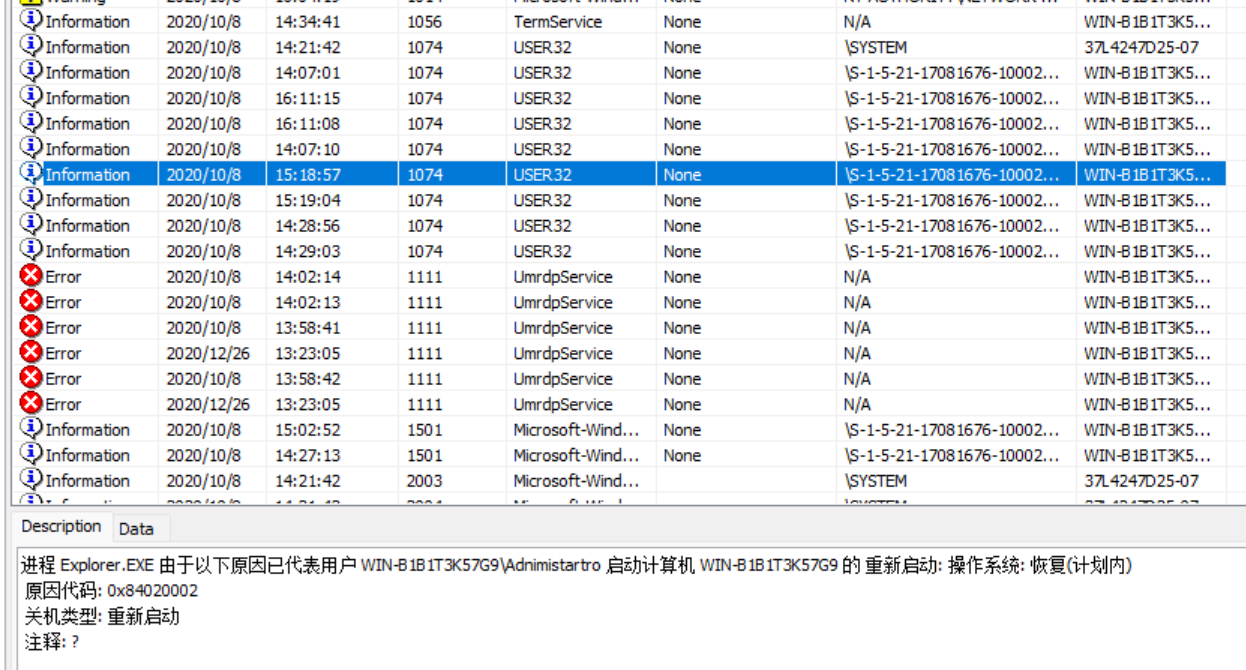 Information 2020/10/8 14:34:41 1056 TermService None N/A WIN-B1B1T3K5...
Information 2020/10/8 14:21:42 1074 USER32 None \SYSTEM 37L4247D25-07
Information 2020/10/8 14:07:01 1074 USER32 None \S-1-5-21-17081676-10002... WIN-B1B1T3K5...
Information 2020/10/8 16:11:15 1074 USER32 None \S-1-5-21-17081676-10002... WIN-B1B1T3K5...
Information 2020/10/8 16:11:08 1074 USER32 None \S-1-5-21-17081676-10002... WIN-B1B1T3K5...
Information 2020/10/8 14:07:10 1074 USER32 None \S-1-5-21-17081676-10002... WIN-B1B1T3K5...
Information 2020/10/8 15:18:57 1074 USER32 None \S-1-5-21-17081676-10002... WIN-B1B1T3K5...
Information 2020/10/8 15:19:04 1074 USER32 None \S-1-5-21-17081676-10002... WIN-B1B1T3K5...
Information 2020/10/8 14:28:56 1074 USER32 None \S-1-5-21-17081676-10002... WIN-B1B1T3K5...
Information 2020/10/8 14:29:03 1074 USER32 None \S-1-5-21-17081676-10002... WIN-B1B1T3K5...
Error 2020/10/8 14:02:14 1111 UmrdpService None N/A WIN-B1B1T3K5...
Error 2020/10/8 14:02:13 1111 UmrdpService None N/A WIN-B1B1T3K5...
Error 2020/10/8 13:58:41 1111 UmrdpService None N/A WIN-B1B1T3K5...
Error 2020/12/26 13:23:05 1111 UmrdpService None N/A WIN-B1B1T3K5...
Error 2020/10/8 13:58:42 1111 UmrdpService None N/A WIN-B1B1T3K5...
Error 2020/12/26 13:23:05 1111 UmrdpService None N/A WIN-B1B1T3K5...
Information 2020/10/8 15:02:52 1501 Microsoft-Wind... None \S-1-5-21-17081676-10002... WIN-B1B1T3K5...
Information 2020/10/8 14:27:13 1501 Microsoft-Wind... None \S-1-5-21-17081676-10002... WIN-B1B1T3K5...
Information 2020/10/8 14:21:42 2003 Microsoft-Wind... \SYSTEM 37L4247D25-07
Description Data
进程 Explorer.EXE 由于以下原因已代表用户 WIN-B1B1T3K57G9\Adnimistartro 启动计算机 WIN-B1B1T3K57G9 的 重新启动: 操作系统: 恢复(计划内)
原因代码: 0x84020002
关机类型: 重新启动
注释: ?